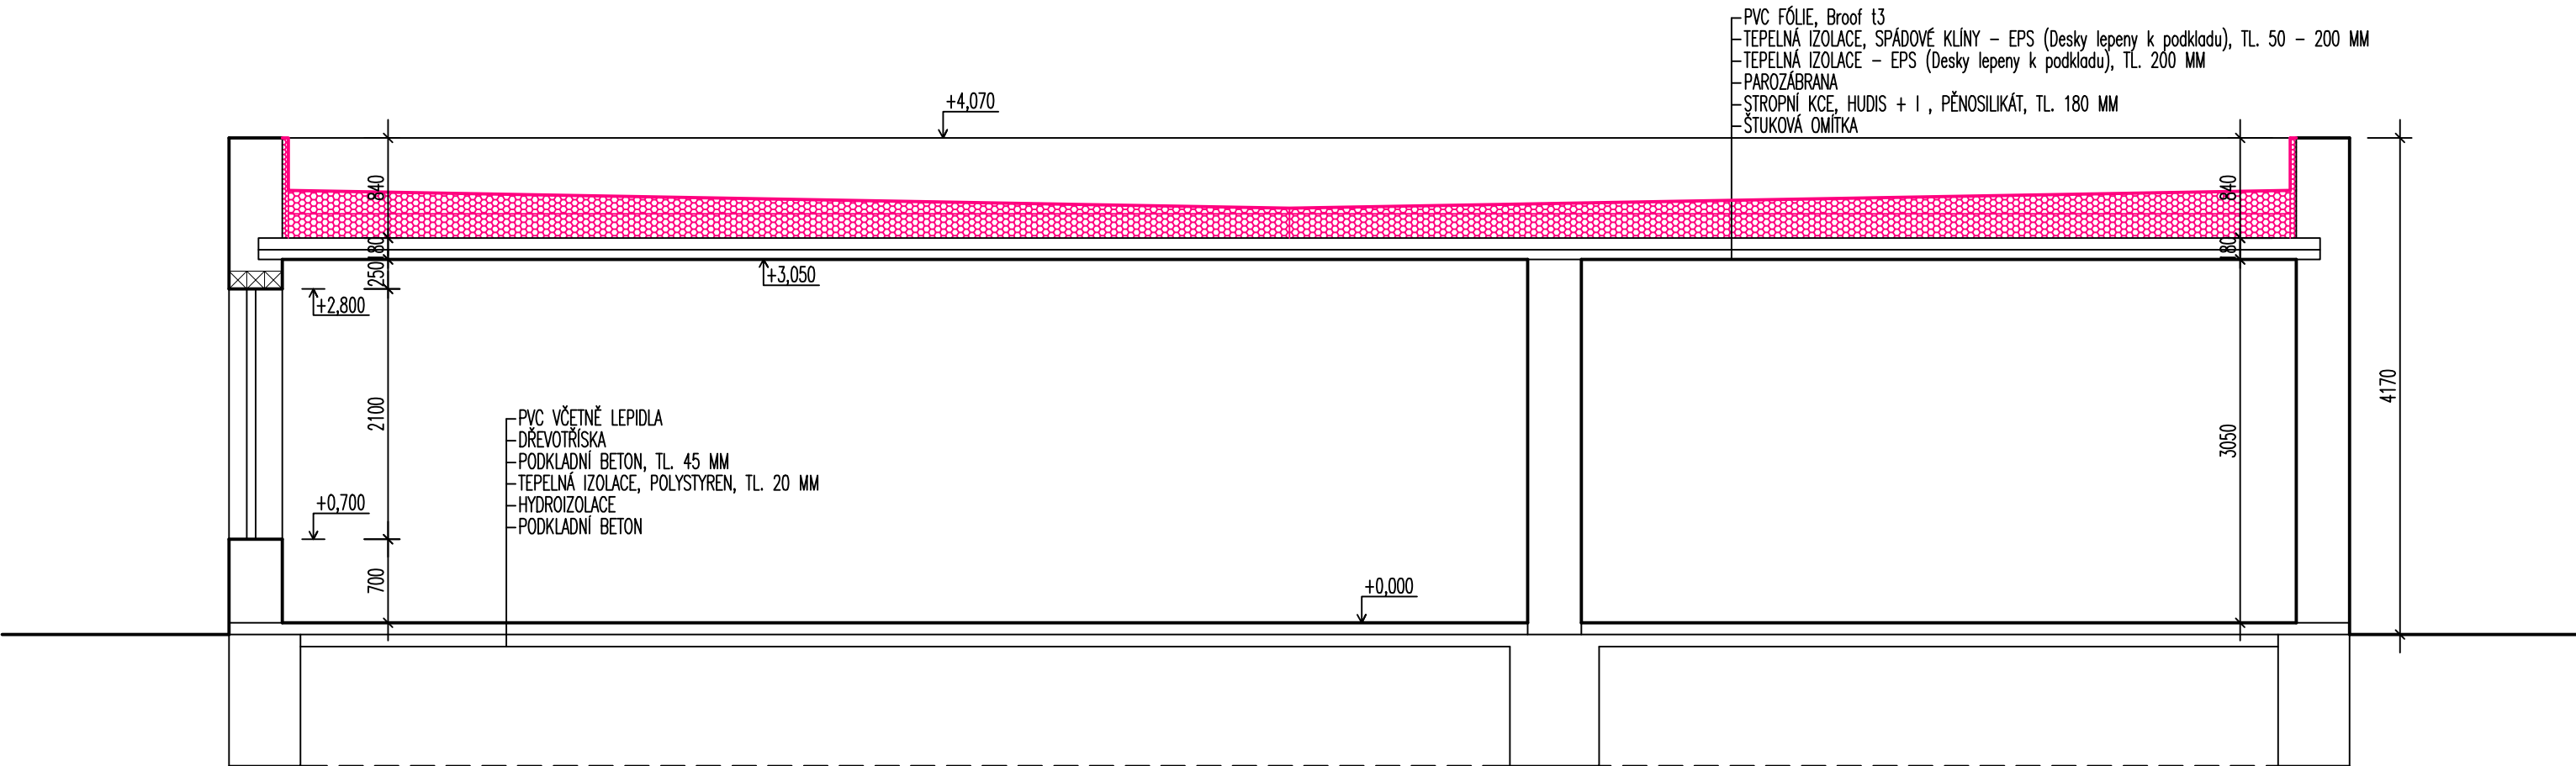 PVC FÓLIE, Broof t3
TEPELNÁ IZOLACE, SPÁDOVÉ KLÍNY - EPS (Desky lepeny k podkladu), TL. 50 - 200 MM
TEPELNÁ IZOLACE - EPS (Desky lepeny k podkladu), TL. 200 MM
PAROZÁBRANA
STROPNÍ KCE, HUDIS + I , PĚNOSILIKÁT, TL. 180 MM
ŠTUKOVÁ OMÍTKA
+4,070
840
840
180
180
250
+3,050
+2,800
2100
4170
3050
PVC VČETNĚ LEPIDLA
DŘEVOTŘÍSKA
PODKLADNÍ BETON, TL. 45 MM
TEPELNÁ IZOLACE, POLYSTYREN, TL. 20 MM
HYDROIZOLACE
PODKLADNÍ BETON
+0,700
700
+0,000